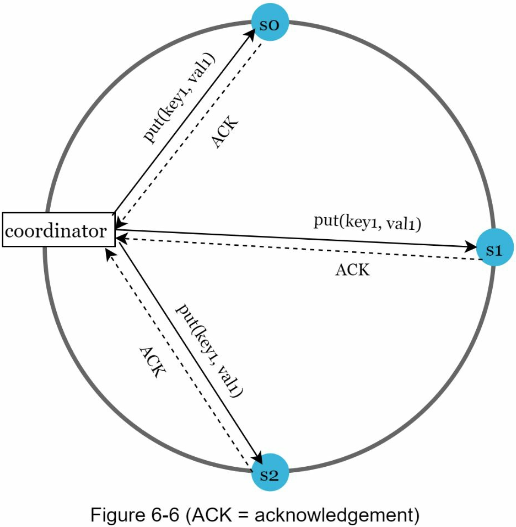 s0
put(key1, val1)
ACK
coordinator
put(key1, val1)
s1
ACK
put(key1, val1)
ACK
s2
Figure 6-6 (ACK = acknowledgement)